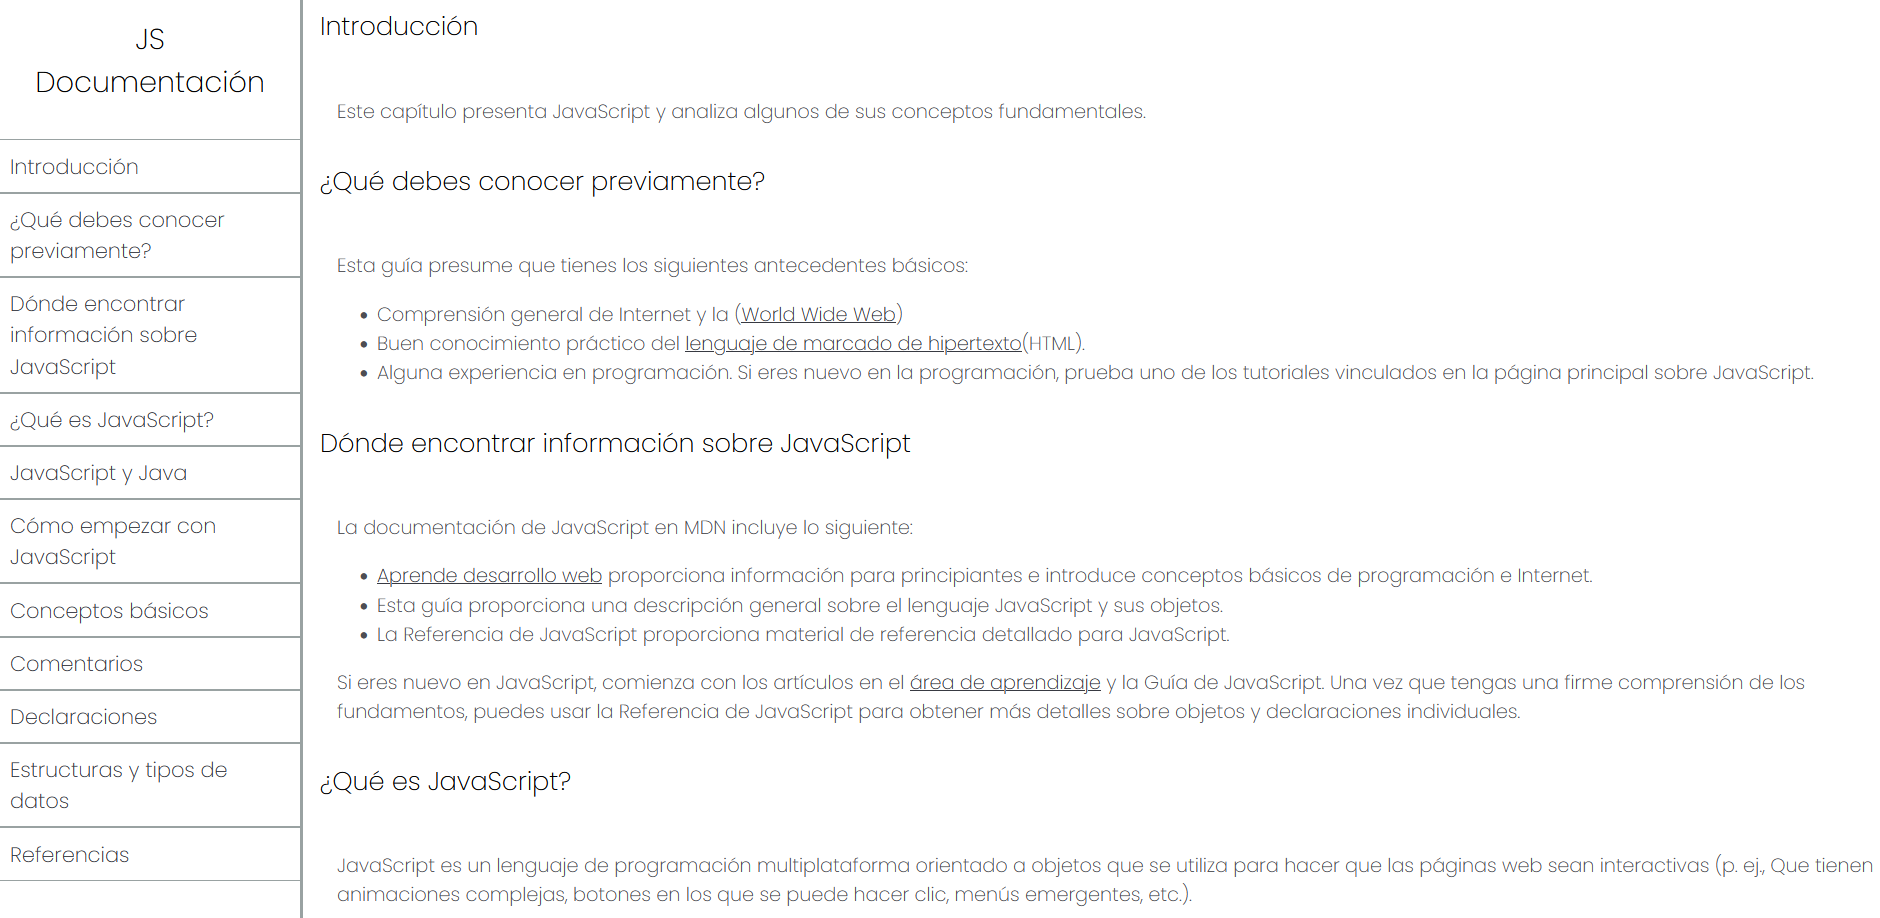 JS
Documentación
Introducción
¿Qué debes conocer
previamente?
Dónde encontrar
información sobre
JavaScript
¿Qué es JavaScript?
JavaScript y Java
Cómo empezar con
JavaScript
Conceptos básicos
Comentarios
Declaraciones
Estructuras y tipos de
datos
Referencias
Introducción
Este capítulo presenta JavaScript y analiza algunos de sus conceptos fundamentales.
¿Qué debes conocer previamente?
Esta guía presume que tienes los siguientes antecedentes básicos:
• Comprensión general de Internet y la (World Wide Web)
• Buen conocimiento práctico del lenguaje de marcado de hipertexto(HTML).
• Alguna experiencia en programación. Si eres nuevo en la programación, prueba uno de los tutoriales vinculados en la página principal sobre JavaScript.
Dónde encontrar información sobre JavaScript
La documentación de JavaScript en MDN incluye lo siguiente:
• Aprende desarrollo web proporciona información para principiantes e introduce conceptos básicos de programación e Internet.
• Esta guía proporciona una descripción general sobre el lenguaje JavaScript y sus objetos.
• La Referencia de JavaScript proporciona material de referencia detallado para JavaScript.
Si eres nuevo en JavaScript, comienza con los artículos en el área de aprendizaje y la Guía de JavaScript. Una vez que tengas una firme comprensión de los
fundamentos, puedes usar la Referencia de JavaScript para obtener más detalles sobre objetos y declaraciones individuales.
¿Qué es JavaScript?
JavaScript es un lenguaje de programación multiplataforma orientado a objetos que se utiliza para hacer que las páginas web sean interactivas (p. ej., Que tienen
animaciones complejas, botones en los que se puede hacer clic, menús emergentes, etc.).